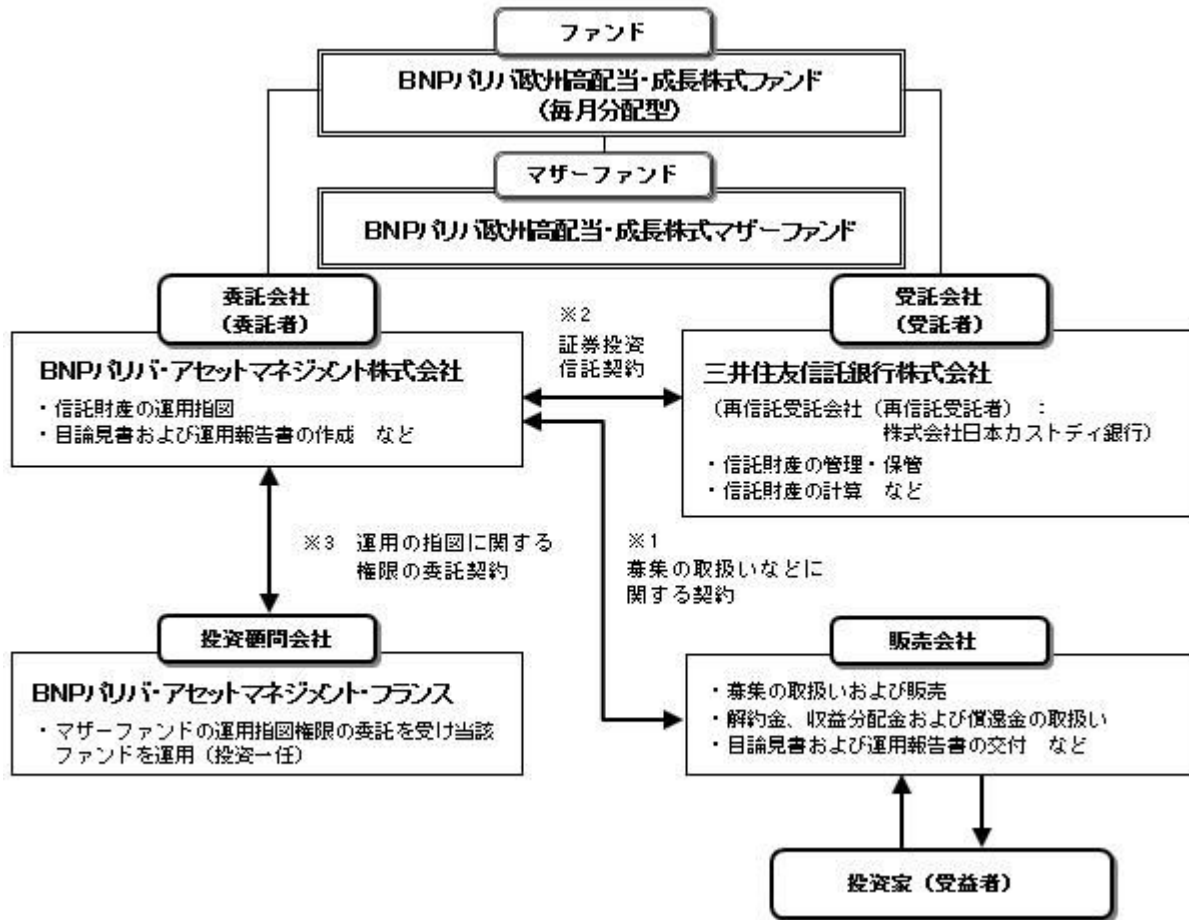 ファンド
BNPパリバ欧州高配当・成長株式ファンド
（毎月分配型）
マザーファンド
BNPパリバ欧州高配当・成長株式マザーファンド
委託会社
（委託者）
BNPパリバ・アセットマネジメント株式会社
・信託財産の運用指図
・目論見書および運用報告書の作成　など
※2
証券投資
信託契約
受託会社
（受託者）
三井住友信託銀行株式会社
（再信託受託会社（再信託受託者）：
株式会社日本カストディ銀行）
・信託財産の管理・保管
・信託財産の計算　など
※3　運用の指図に関する
権限の委託契約
※1
募集の取扱いなどに
関する契約
投資顧問会社
BNPパリバ・アセットマネジメント・フランス
・マザーファンドの運用指図権限の委託を受け当該
ファンドを運用（投資一任）
販売会社
・募集の取扱いおよび販売
・解約金、収益分配金および償還金の取扱い
・目論見書および運用報告書の交付　など
投資家（受益者）